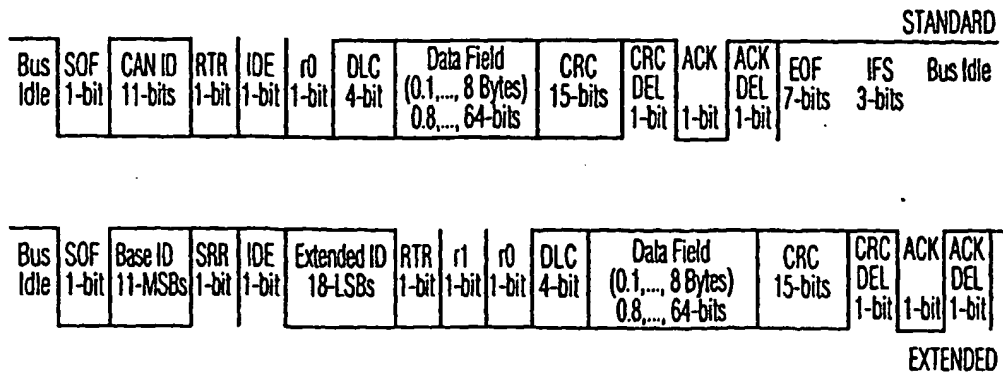 STANDARD
Bus Idle
SOF 1-bit
CAN ID 11-bits
RTR 1-bit
IDE 1-bit
r0 1-bit
DLC 4-bit
Data Field (0.1,..., 8 Bytes) 0.8,..., 64-bits
CRC 15-bits
CRC DEL 1-bit
ACK 1-bit
ACK DEL 1-bit
EOF 7-bits
IFS 3-bits
Bus Idle
Bus Idle
SOF 1-bit
Base ID 11-MSBs
SRR 1-bit
IDE 1-bit
Extended ID 18-LSBs
RTR 1-bit
r1 1-bit
r0 1-bit
DLC 4-bit
Data Field (0.1,..., 8 Bytes) 0.8,..., 64-bits
CRC 15-bits
CRC DEL 1-bit
ACK 1-bit
ACK DEL 1-bit
EXTENDED